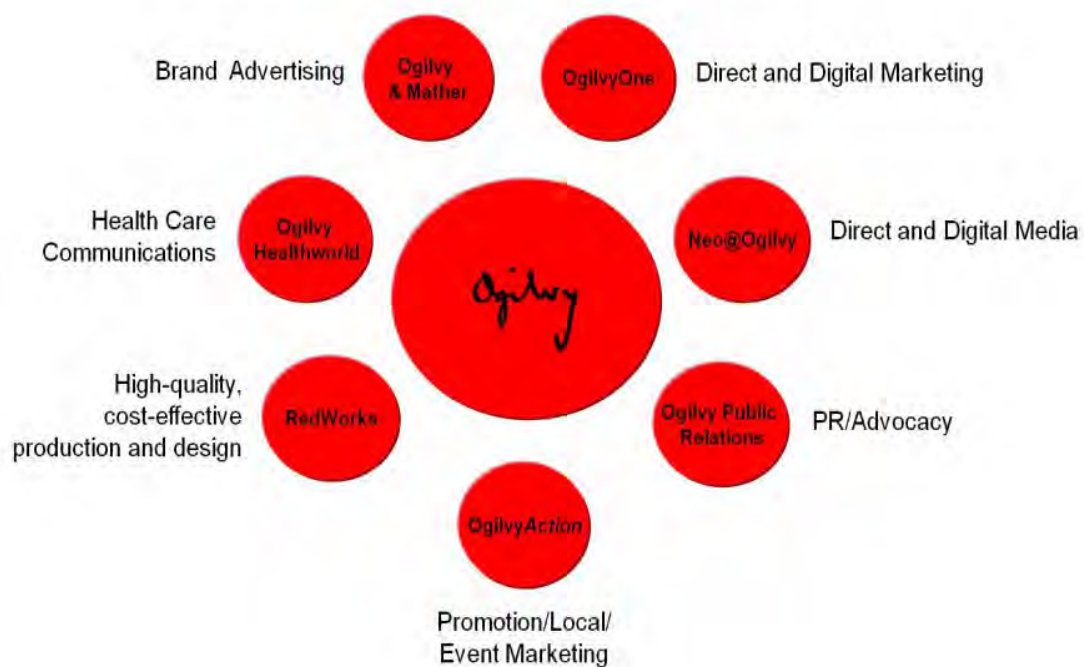 Brand Advertising
Ogilvy
& Mather
OgilvyOne
Direct and Digital Marketing
Health Care
Communications
Ogilvy
Healthworld
Ogilvy
Neo@Ogilvy
Direct and Digital Media
High-quality,
cost-effective
production and design
RedWorks
Ogilvy Public
Relations
PR/Advocacy
OgilvyAction
Promotion/Local/
Event Marketing